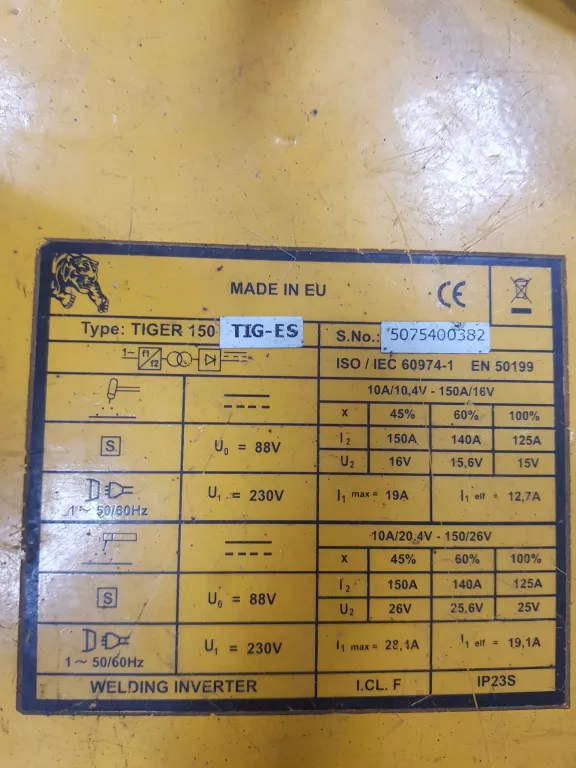 MADE IN EU
CE
Type: TIGER 150 TIG-ES S.No.: 5075400382
1~ f1 f2
ISO / IEC 60974-1 EN 50199
10A/10,4V - 150A/16V
x 45% 60% 100%
S U0 = 88V I2 150A 140A 125A
U2 16V 15,6V 15V
1~ 50/60Hz U1 = 230V I1 max = 19A I1 eff = 12,7A
10A/20,4V - 150/26V
x 45% 60% 100%
S U0 = 88V I2 150A 140A 125A
U2 26V 25,6V 25V
1~ 50/60Hz U1 = 230V I1 max = 28,1A I1 eff = 19,1A
WELDING INVERTER I.CL. F IP23S